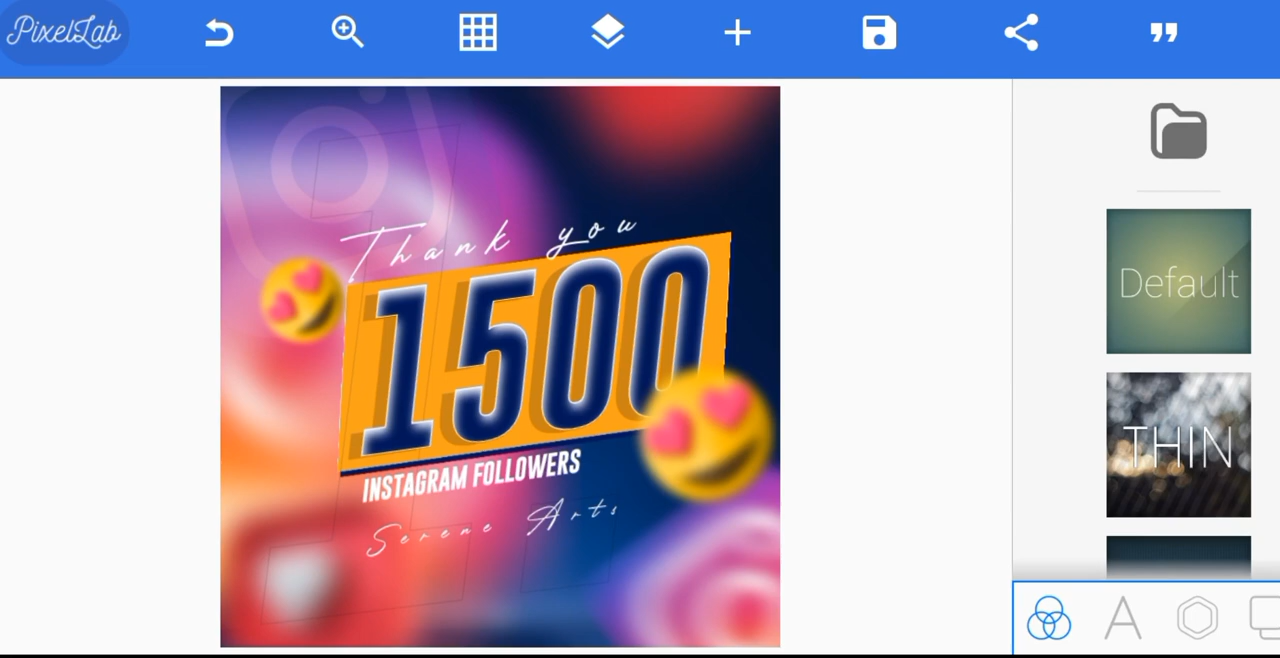 PixelLab
Thank you
1500
INSTAGRAM FOLLOWERS
Serene Arts
Default
THIN